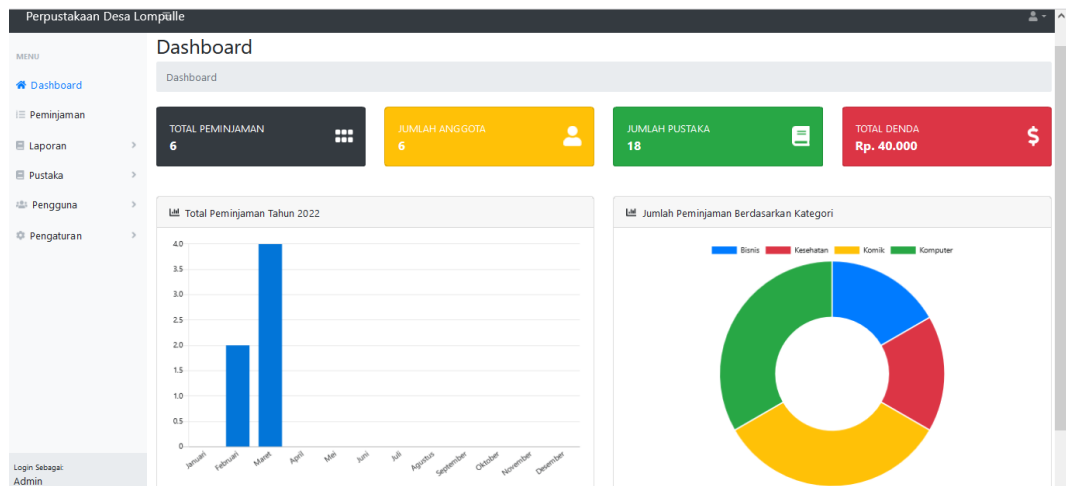 Perpustakaan Desa Lompulle
MENU
Dashboard
Peminjaman
Laporan
Pustaka
Pengguna
Pengaturan
Login Sebagai:
Admin
Dashboard
Dashboard
TOTAL PEMINJAMAN
6
JUMLAH ANGGOTA
6
JUMLAH PUSTAKA
18
TOTAL DENDA
Rp. 40.000
Total Peminjaman Tahun 2022
4.0
3.5
3.0
2.5
2.0
1.5
1.0
0.5
0
Januari Februari Maret April Mei Juni Juli Agustus September Oktober November Desember
Jumlah Peminjaman Berdasarkan Kategori
Bisnis Kesehatan Komik Komputer